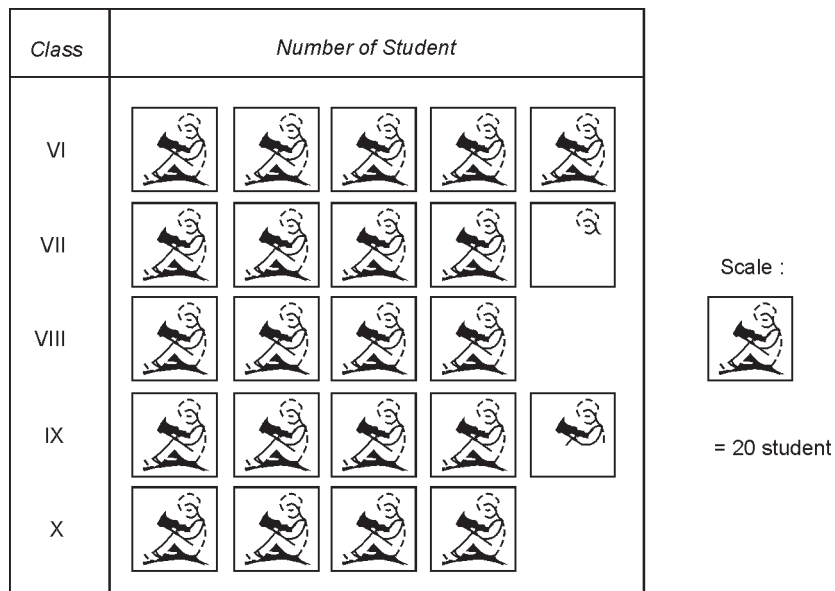 Class Number of Student
VI
VII
VIII
IX
X
Scale :
= 20 student